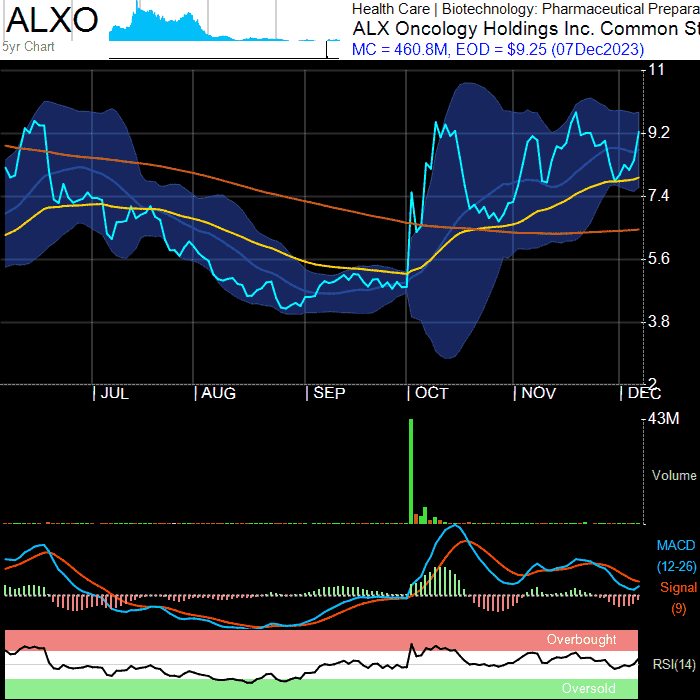 ALXO
5yr Chart
Health Care | Biotechnology: Pharmaceutical Prepara
ALX Oncology Holdings Inc. Common St
MC = 460.8M, EOD = $9.25 (07Dec2023)
11
9.2
7.4
5.6
3.8
2
| JUL | AUG | SEP | OCT | NOV | DEC
43M
Volume
MACD
(12-26)
Signal
(9)
Overbought
RSI(14)
Oversold